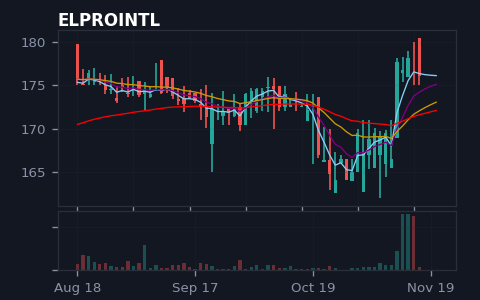 ELPROINTL
180
175
170
165
Aug 18
Sep 17
Oct 19
Nov 19